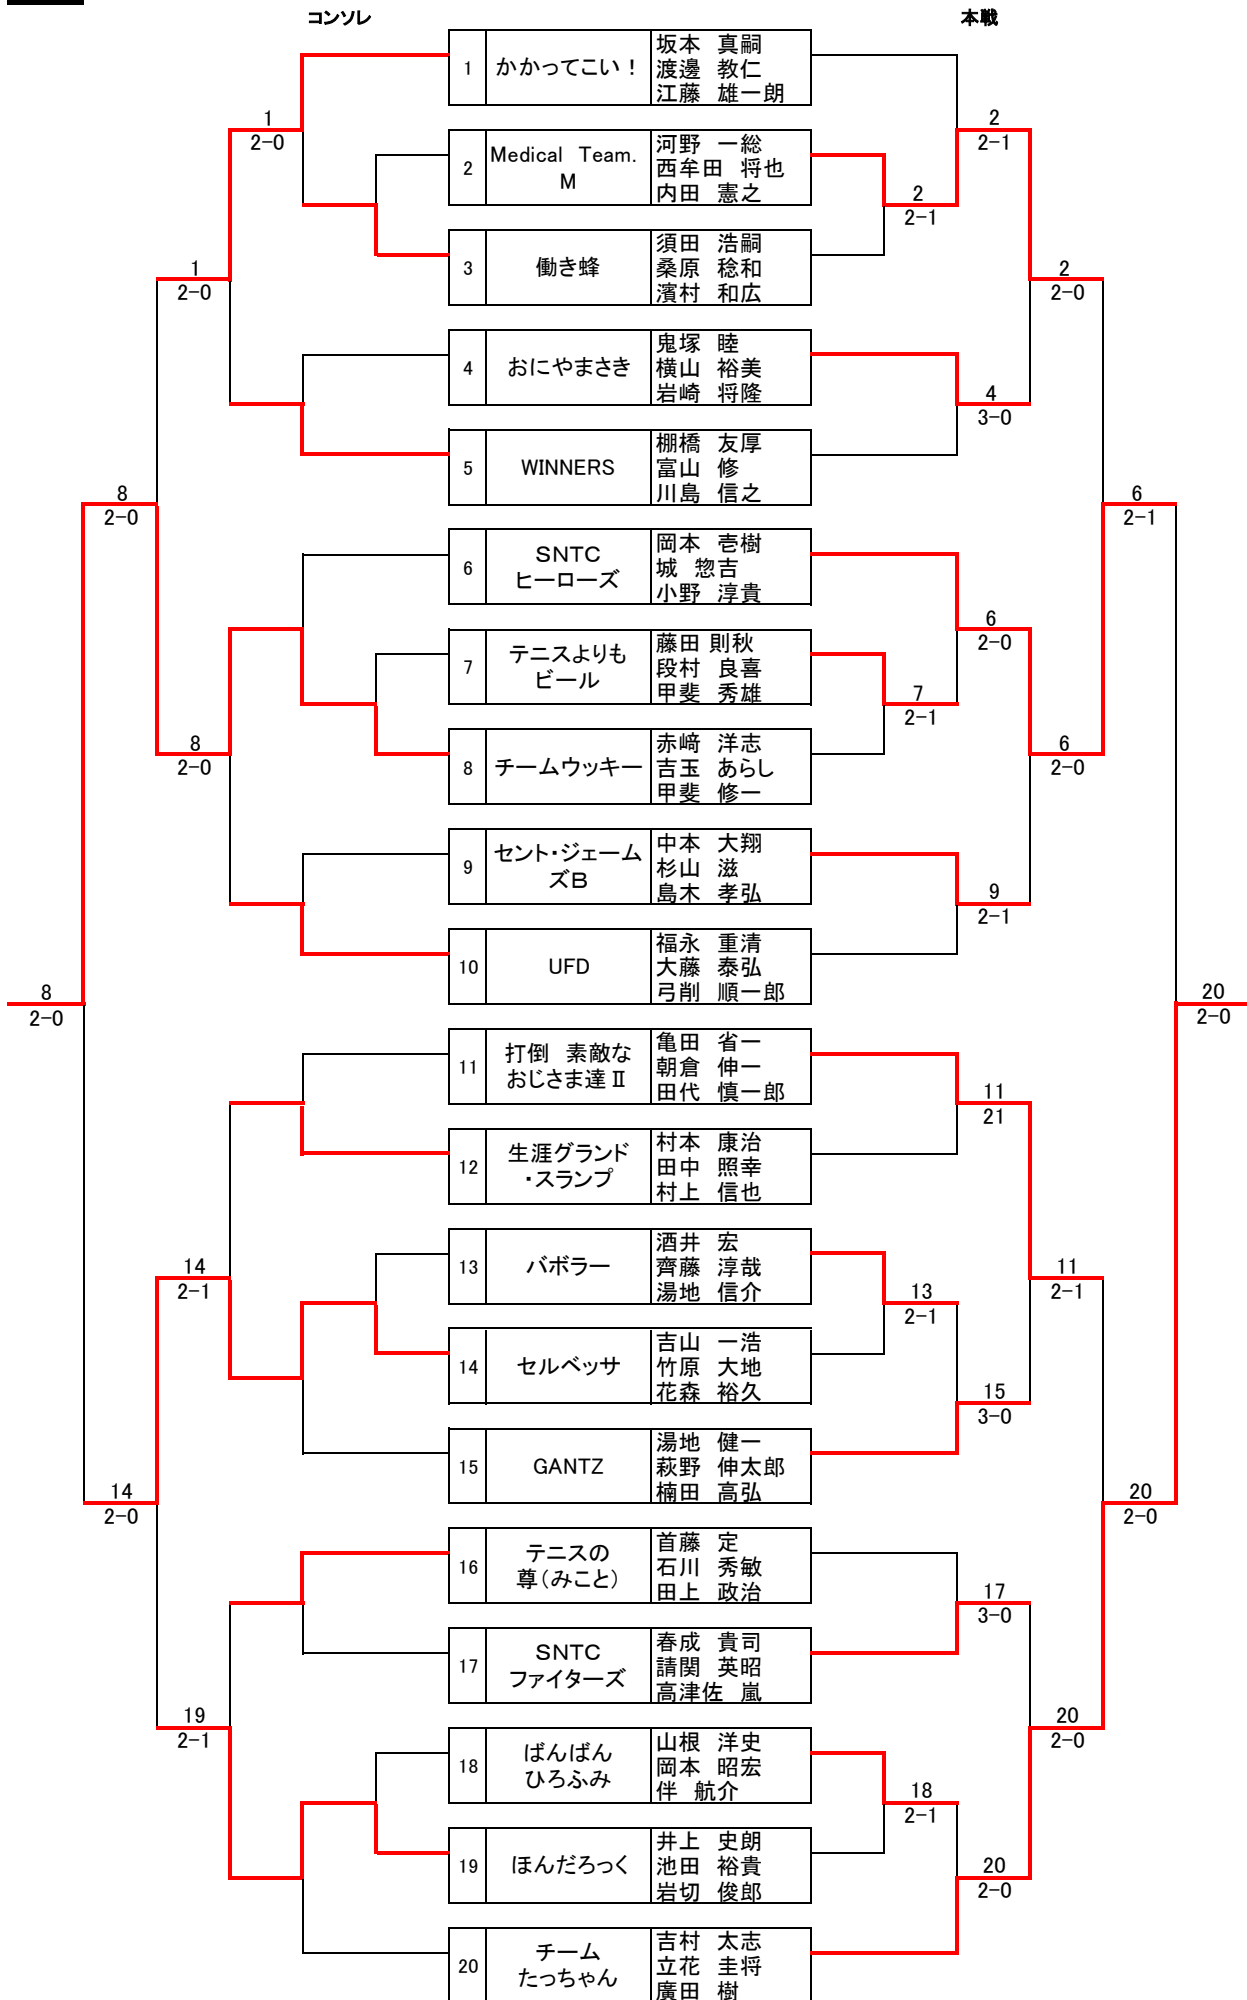 コンソレ
本戦
1
かかってこい！
坂本 真嗣
渡邊 教仁
江藤 雄一朗
1
2-0
2
2-1
2
Medical Team.
M
河野 一総
西牟田 将也
内田 憲之
2
2-1
3
働き蜂
須田 浩嗣
桑原 稔和
濱村 和広
1
2-0
2
2-0
4
おにやまさき
鬼塚 睦
横山 裕美
岩崎 将隆
4
3-0
5
WINNERS
棚橋 友厚
富山 修
川島 信之
8
2-0
6
2-1
6
SNTC
ヒーローズ
岡本 壱樹
城 惣吉
小野 淳貴
6
2-0
7
テニスよりも
ビール
藤田 則秋
段村 良喜
甲斐 秀雄
7
2-1
8
2-0
8
チームウッキー
赤﨑 洋志
吉玉 あらし
甲斐 修一
6
2-0
9
セント・ジェーム
ズB
中本 大翔
杉山 滋
島木 孝弘
9
2-1
10
UFD
福永 重清
大藤 泰弘
弓削 順一郎
8
2-0
20
2-0
11
打倒 素敵な
おじさま達Ⅱ
亀田 省一
朝倉 伸一
田代 慎一郎
11
21
12
生涯グランド
・スランプ
村本 康治
田中 照幸
村上 信也
14
2-1
13
バボラー
酒井 宏
齊藤 淳哉
湯地 信介
13
2-1
11
2-1
14
セルベッサ
吉山 一浩
竹原 大地
花森 裕久
15
3-0
15
GANTZ
湯地 健一
萩野 伸太郎
楠田 高弘
14
2-0
20
2-0
16
テニスの
尊（みこと）
首藤 定
石川 秀敏
田上 政治
17
3-0
17
SNTC
ファイターズ
春成 貴司
請関 英昭
高津佐 嵐
19
2-1
20
2-0
18
ばんばん
ひろふみ
山根 洋史
岡本 昭宏
伴 航介
18
2-1
19
ほんだろっく
井上 史朗
池田 裕貴
岩切 俊郎
20
2-0
20
チーム
たっちゃん
吉村 太志
立花 圭将
廣田 樹